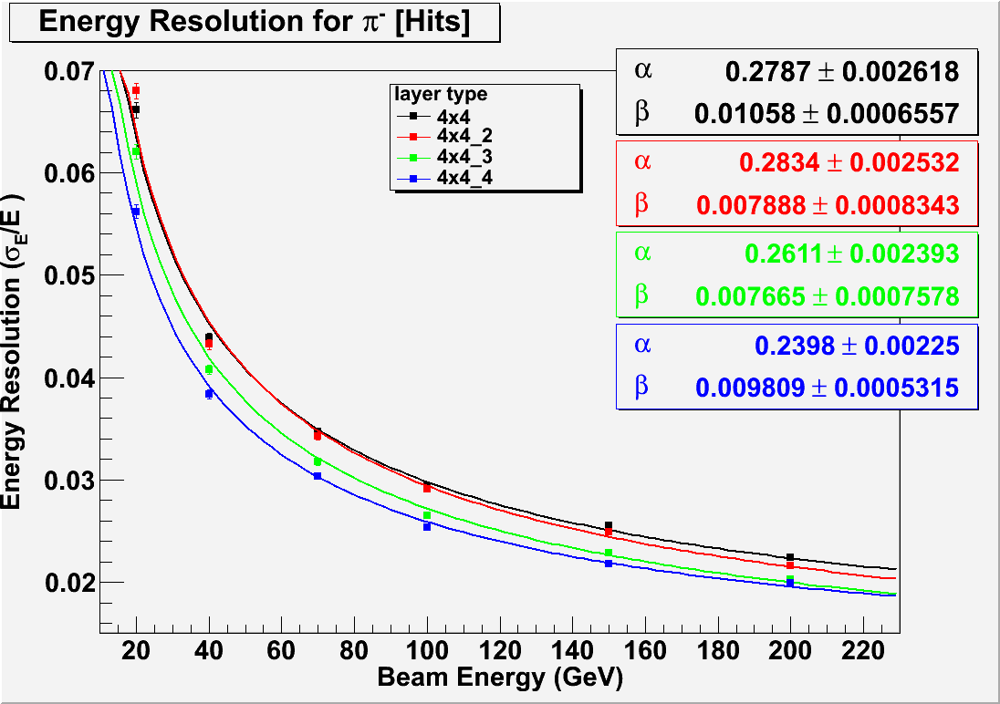 Energy Resolution for π⁻ [Hits]
α 0.2787 ± 0.002618
β 0.01058 ± 0.0006557
α 0.2834 ± 0.002532
β 0.007888 ± 0.0008343
α 0.2611 ± 0.002393
β 0.007665 ± 0.0007578
α 0.2398 ± 0.00225
β 0.009809 ± 0.0005315
layer type
4x4
4x4_2
4x4_3
4x4_4
Energy Resolution (σ_E/E )
0.07
0.06
0.05
0.04
0.03
0.02
20 40 60 80 100 120 140 160 180 200 220
Beam Energy (GeV)